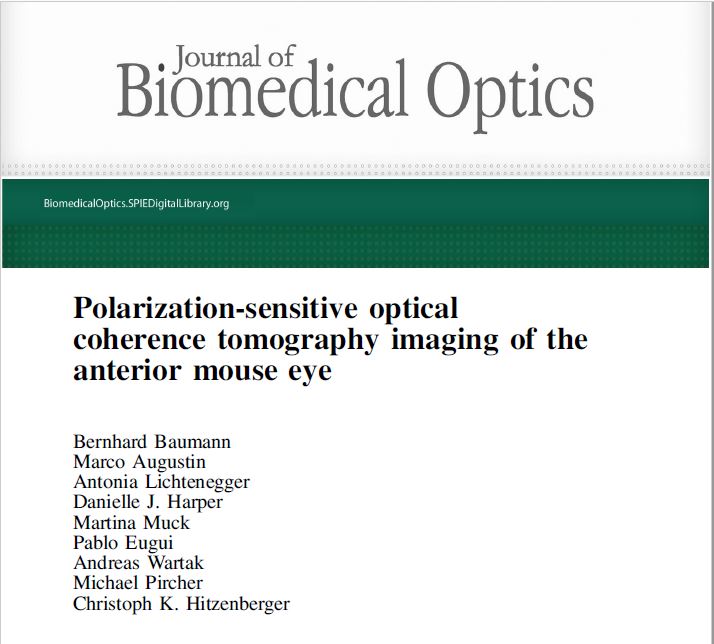 Journal of
Biomedical Optics
BiomedicalOptics.SPIEDigitalLibrary.org
Polarization-sensitive optical
coherence tomography imaging of the
anterior mouse eye
Bernhard Baumann
Marco Augustin
Antonia Lichtenegger
Danielle J. Harper
Martina Muck
Pablo Eugui
Andreas Wartak
Michael Pircher
Christoph K. Hitzenberger